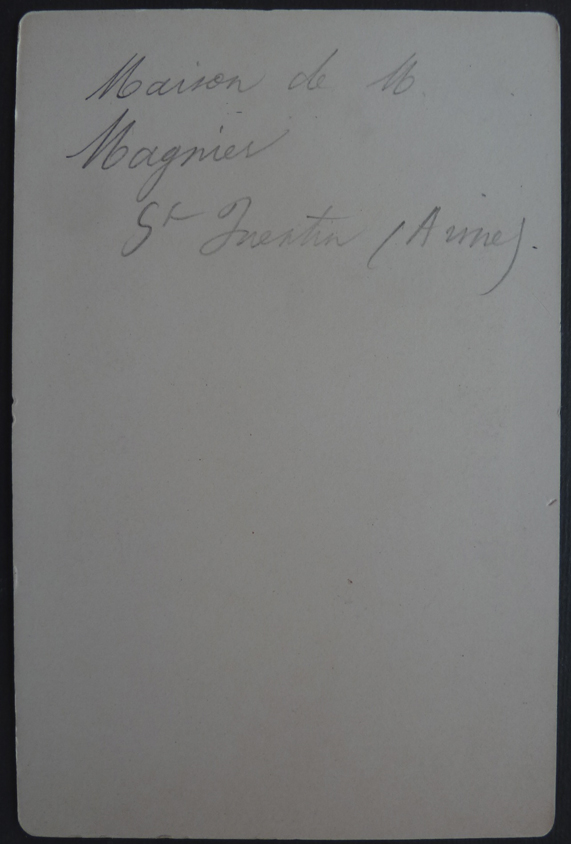 Maison de M.
Magnier
St Quentin (Aisne).